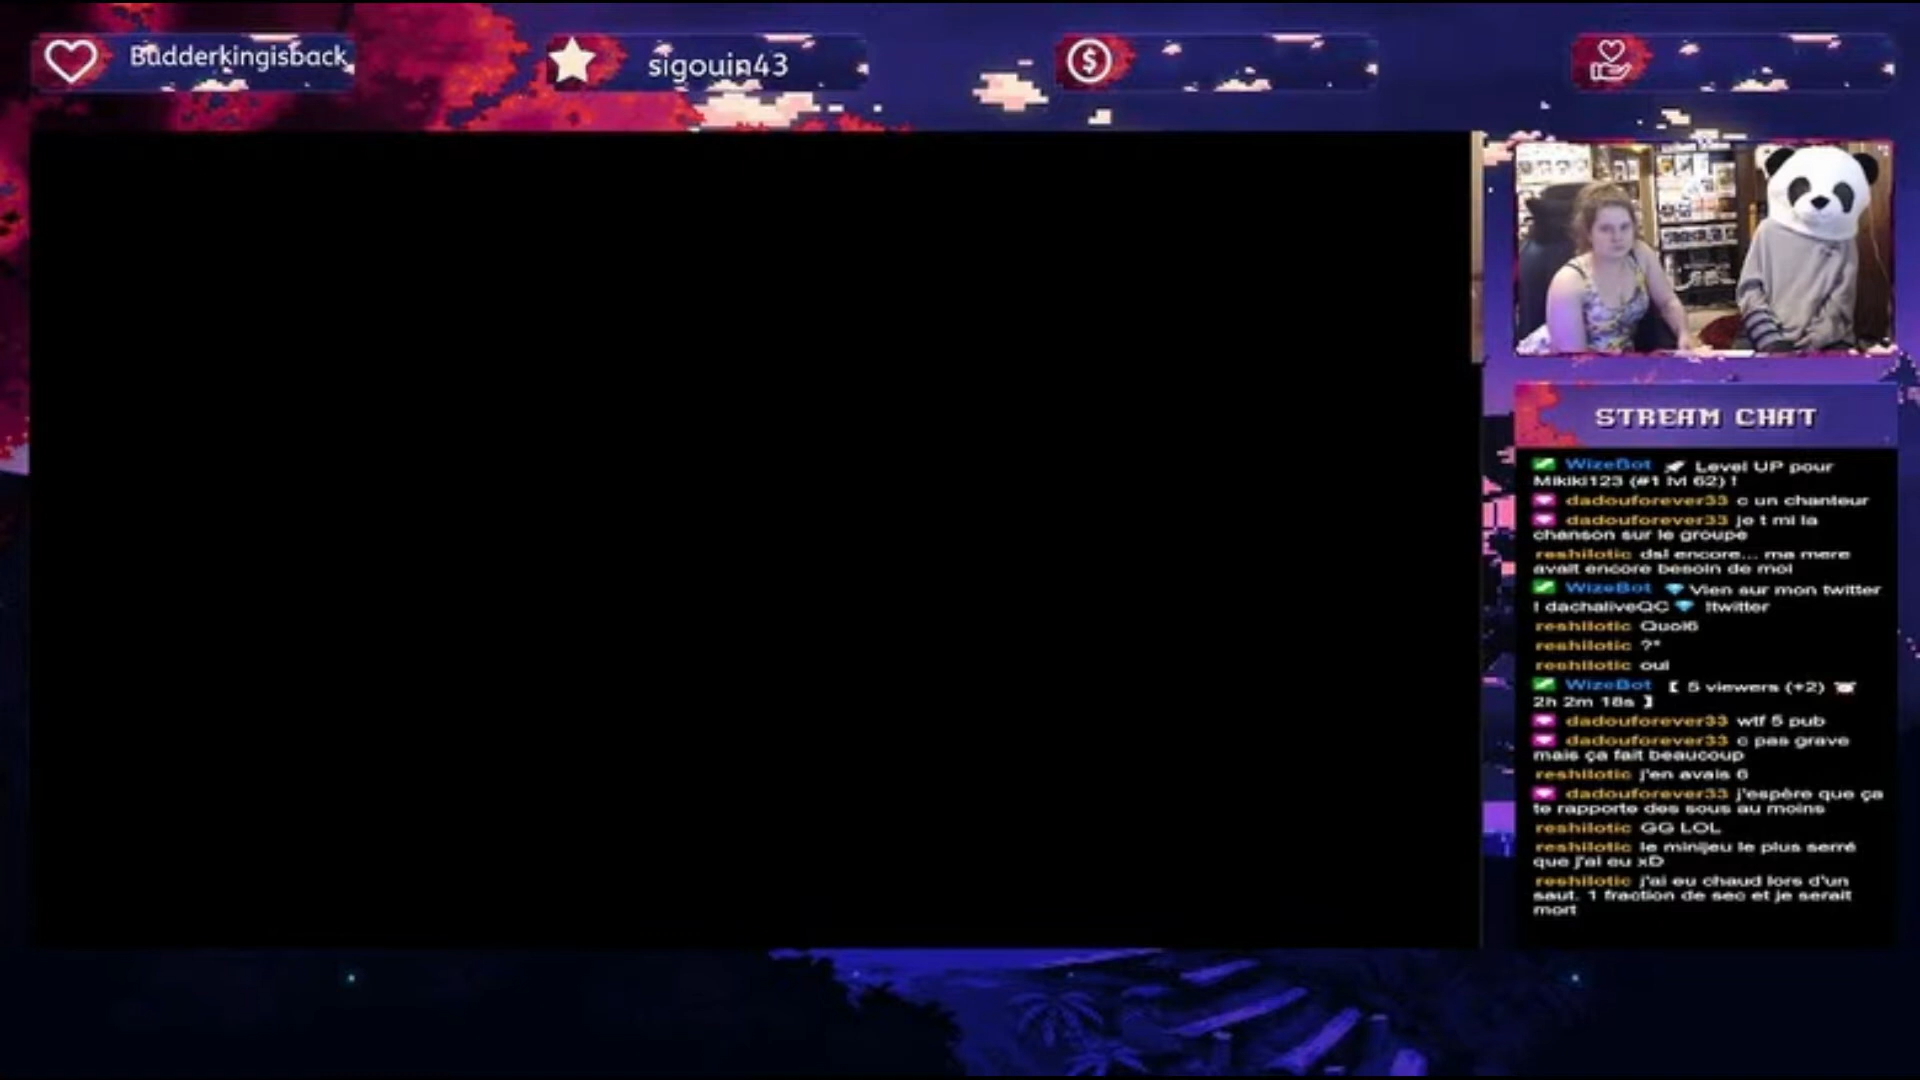 Budderkingisback
sigouin43
STREAM CHAT
WizeBot Level UP pour
Mikiki123 (#1 lvl 62) !
dadouforever33 c un chanteur
dadouforever33 je t mi la
chanson sur le groupe
reshilotic dsl encore... ma mere
avait encore besoin de moi
WizeBot Vien sur mon twitter
! dachaliveQC !twitter
reshilotic Quoi6
reshilotic ?*
reshilotic oui
WizeBot 【 5 viewers (+2)
2h 2m 18s 】
dadouforever33 wtf 5 pub
dadouforever33 c pas grave
mais ça fait beaucoup
reshilotic j'en avais 6
dadouforever33 j'espère que ça
te rapporte des sous au moins
reshilotic GG LOL
reshilotic le minijeu le plus serré
que j'ai eu xD
reshilotic j'ai eu chaud lors d'un
saut. 1 fraction de sec et je serait
mort